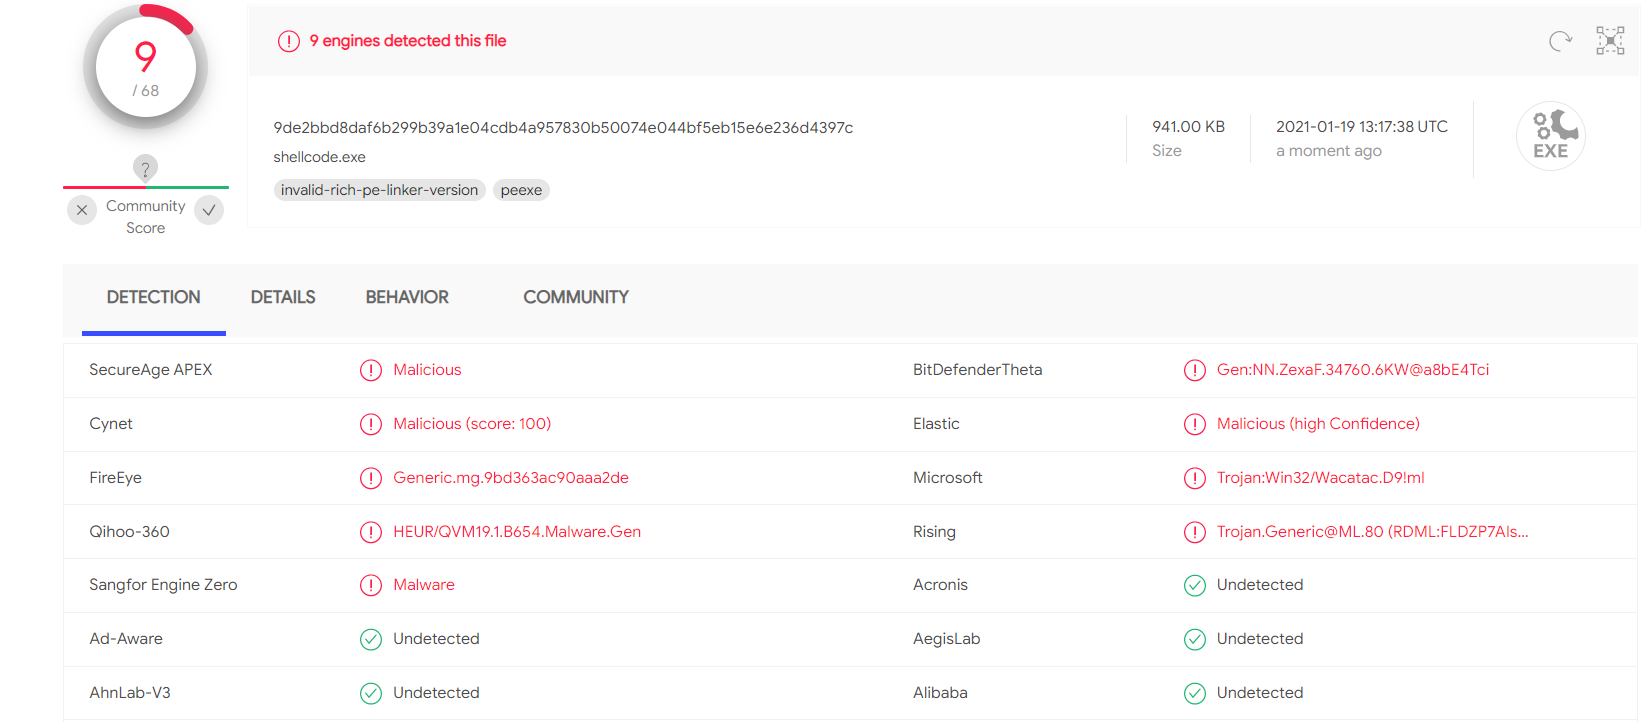 9
/ 68
9 engines detected this file
9de2bbd8daf6b299b39a1e04cdb4a957830b50074e044bf5eb15e6e236d4397c
shellcode.exe
invalid-rich-pe-linker-version peexe
941.00 KB
Size
2021-01-19 13:17:38 UTC
a moment ago
EXE
?
Community
Score
DETECTION DETAILS BEHAVIOR COMMUNITY
SecureAge APEX Malicious BitDefenderTheta Gen:NN.ZexaF.34760.6KW@a8bE4Tci
Cynet Malicious (score: 100) Elastic Malicious (high Confidence)
FireEye Generic.mg.9bd363ac90aaa2de Microsoft Trojan:Win32/Wacatac.D9!ml
Qihoo-360 HEUR/QVM19.1.B654.Malware.Gen Rising Trojan.Generic@ML.80 (RDML:FLDZP7AIs...
Sangfor Engine Zero Malware Acronis Undetected
Ad-Aware Undetected AegisLab Undetected
AhnLab-V3 Undetected Alibaba Undetected